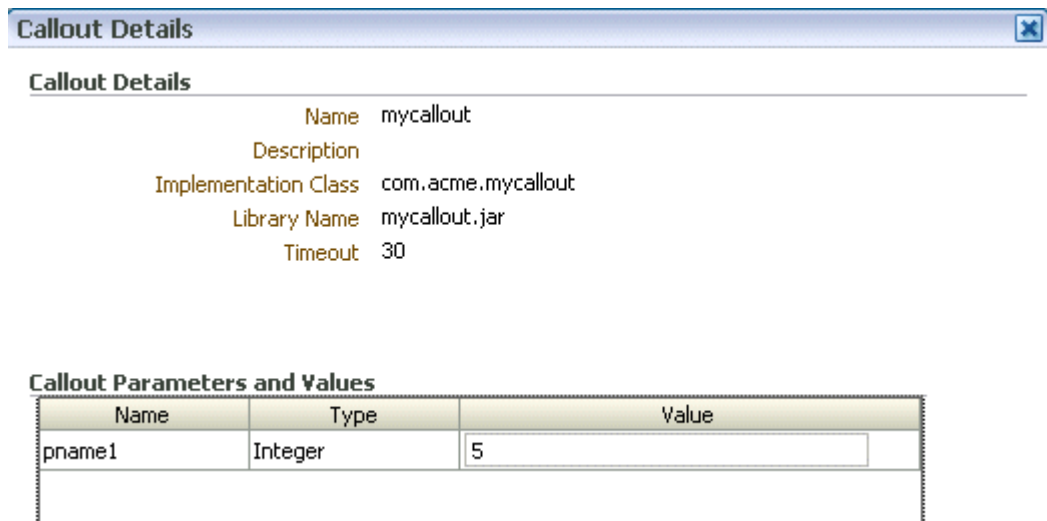 Callout Details
Callout Details
Name mycallout
Description
Implementation Class com.acme.mycallout
Library Name mycallout.jar
Timeout 30
Callout Parameters and Values
Name Type Value
pname1 Integer 5